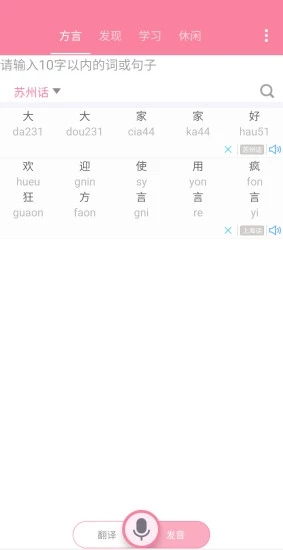 方言 发现 学习 休闲
请输入10字以内的词或句子
苏州话
大 大 家 家 好
da231 dou231 cia44 ka44 hau51
苏州话
欢 迎 使 用 疯
hueu gnin sy yon fon
狂 方 言 言 言
guaon faon gni re yi
上海话
翻译 发音